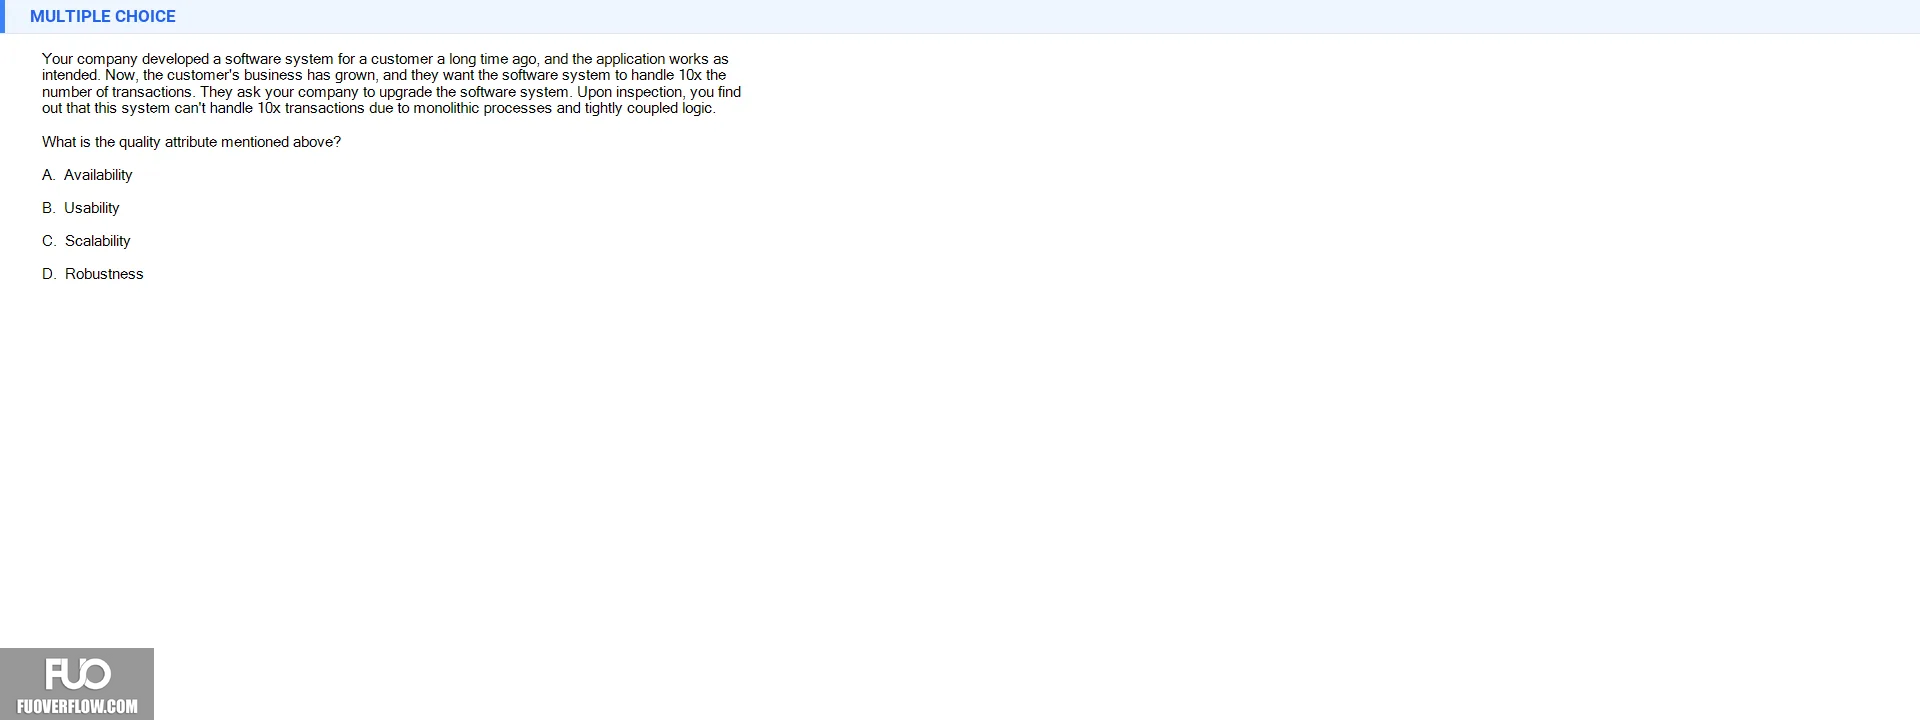 MULTIPLE CHOICE
Your company developed a software system for a customer a long time ago, and the application works as
intended. Now, the customer's business has grown, and they want the software system to handle 10x the
number of transactions. They ask your company to upgrade the software system. Upon inspection, you find
out that this system can't handle 10x transactions due to monolithic processes and tightly coupled logic.
What is the quality attribute mentioned above?
A. Availability
B. Usability
C. Scalability
D. Robustness
FUO
FUOVERFLOW.COM